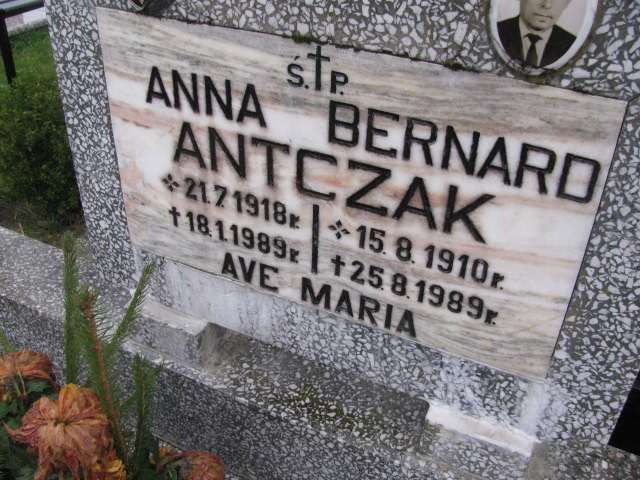 Ś.†P.
ANNA BERNARD
ANTCZAK
21.7.1918r. 15.8.1910r.
†18.1.1989r. †25.8.1989r.
AVE MARIA